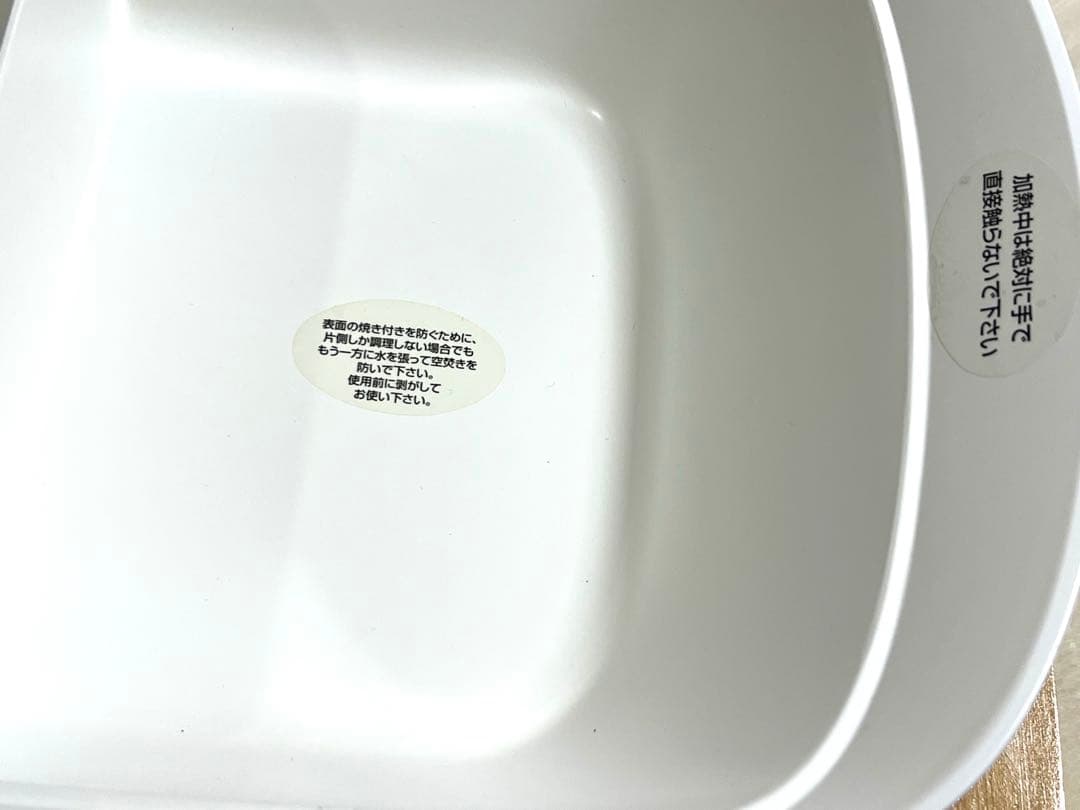 表面の焼き付きを防ぐために、
片側しか調理しない場合でも
もう一方に水を張って空焚きを
防いで下さい。
使用前に剥がして
お使い下さい。
加熱中は絶対に手で
直接触らないで下さい